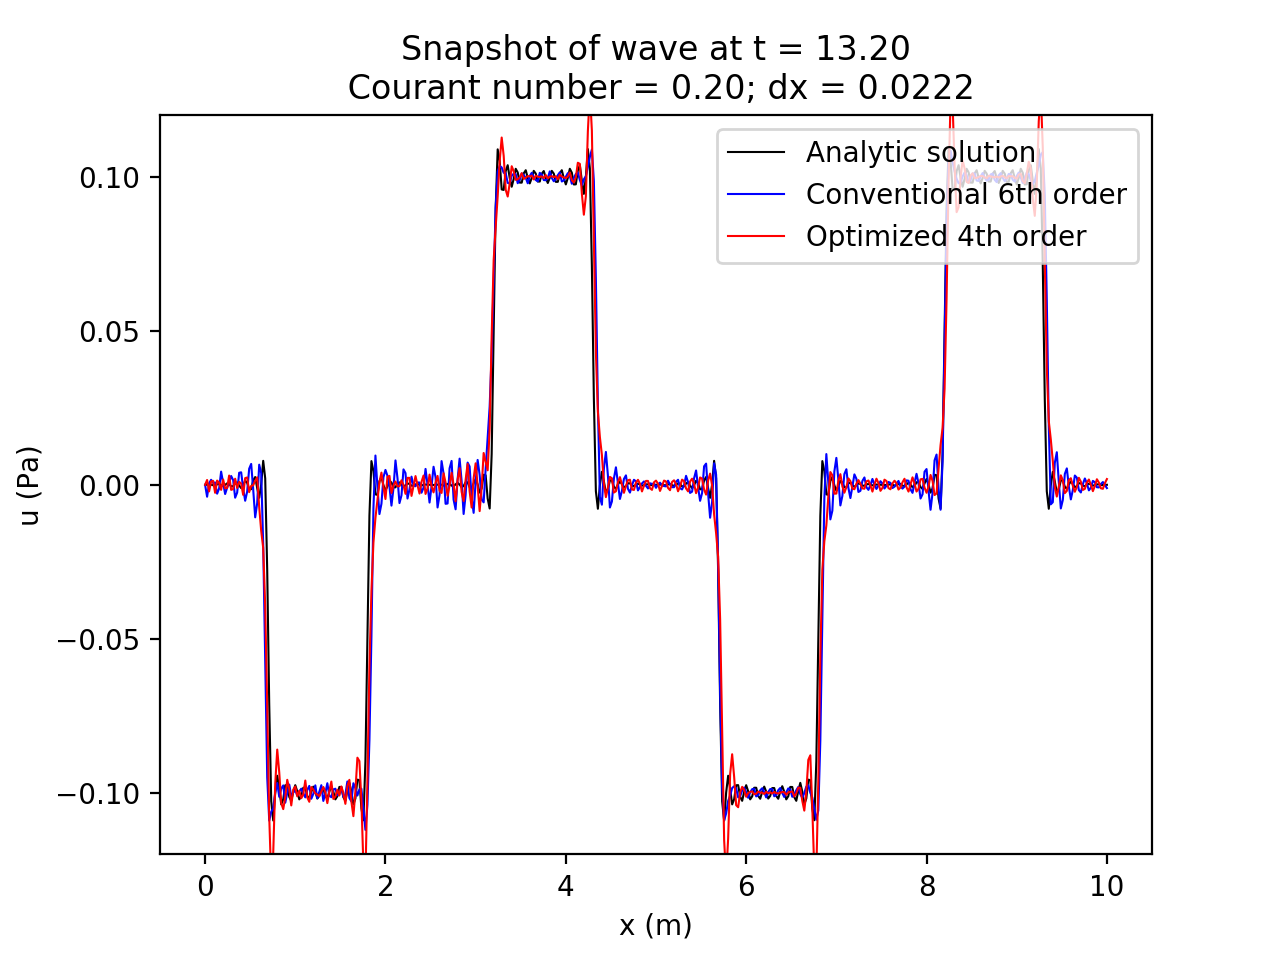 Snapshot of wave at t = 13.20
Courant number = 0.20; dx = 0.0222
Analytic solution
Conventional 6th order
Optimized 4th order
0.10
0.05
0.00
−0.05
−0.10
u (Pa)
0 2 4 6 8 10
x (m)